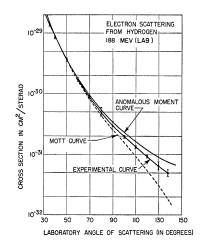 ELECTRON SCATTERING
FROM HYDROGEN
188 MEV (LAB)
ANOMALOUS MOMENT
CURVE
MOTT CURVE
EXPERIMENTAL CURVE
CROSS SECTION IN CM²/STERAD
10-29
10-30
10-31
10-32
30 50 70 90 110 130 150
LABORATORY ANGLE OF SCATTERING (IN DEGREES)